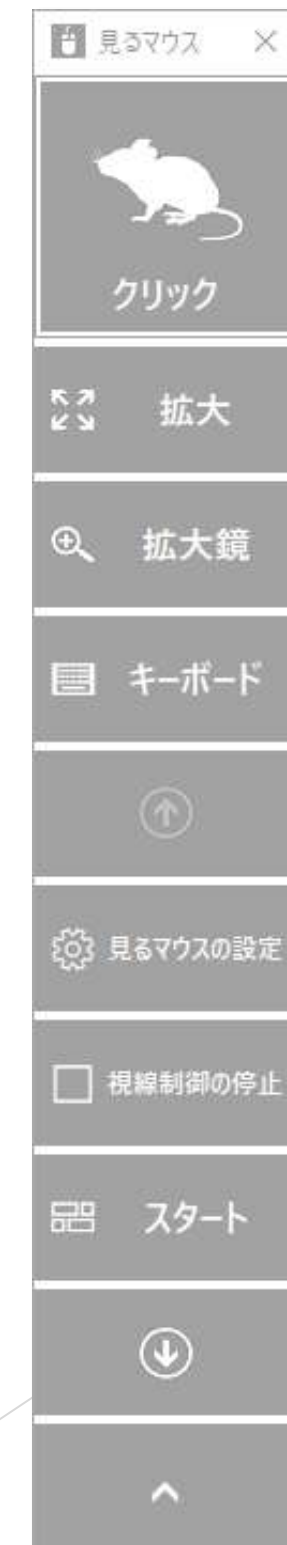 見るマウス
クリック
拡大
拡大鏡
キーボード
見るマウスの設定
視線制御の停止
スタート